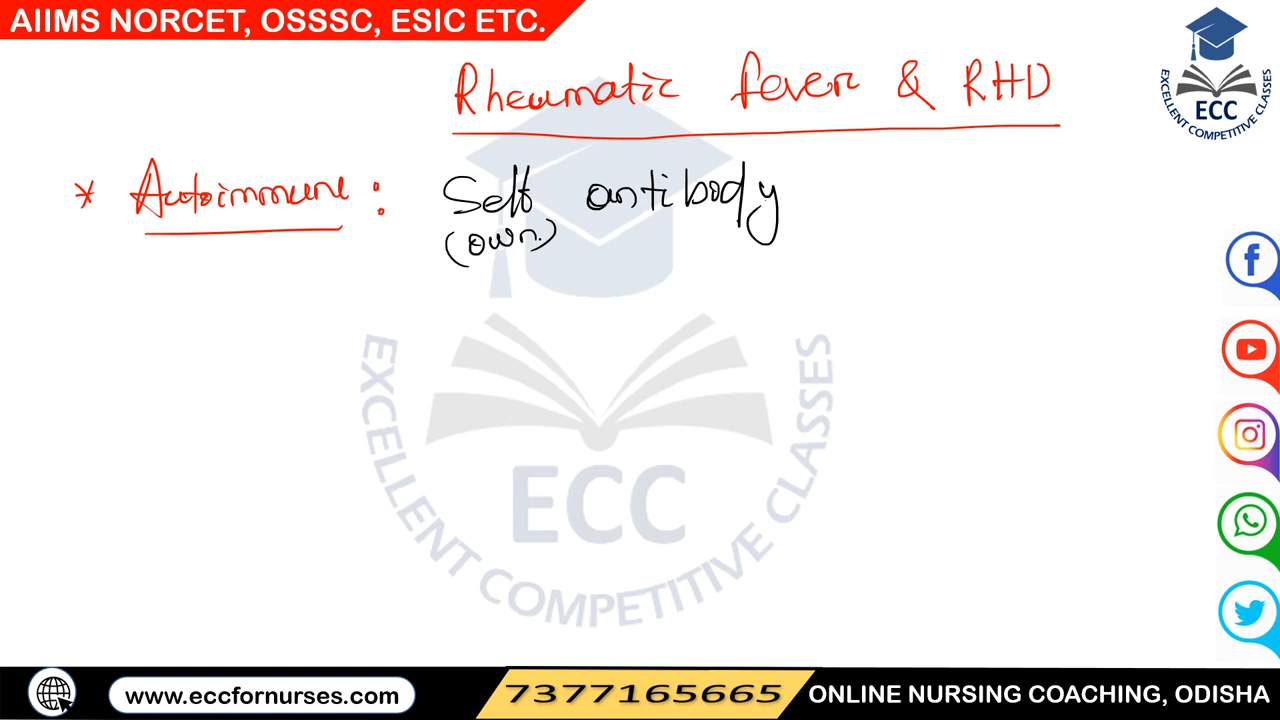 AIIMS NORCET, OSSSC, ESIC ETC.
Rheumatic fever & RHD
EXCELLENT COMPETITIVE CLASSES
ECC
* Autoimmune : Self antibody
(own.)
EXCELLENT COMPETITIVE CLASSES
ECC
www.eccfornurses.com
7377165665
ONLINE NURSING COACHING, ODISHA